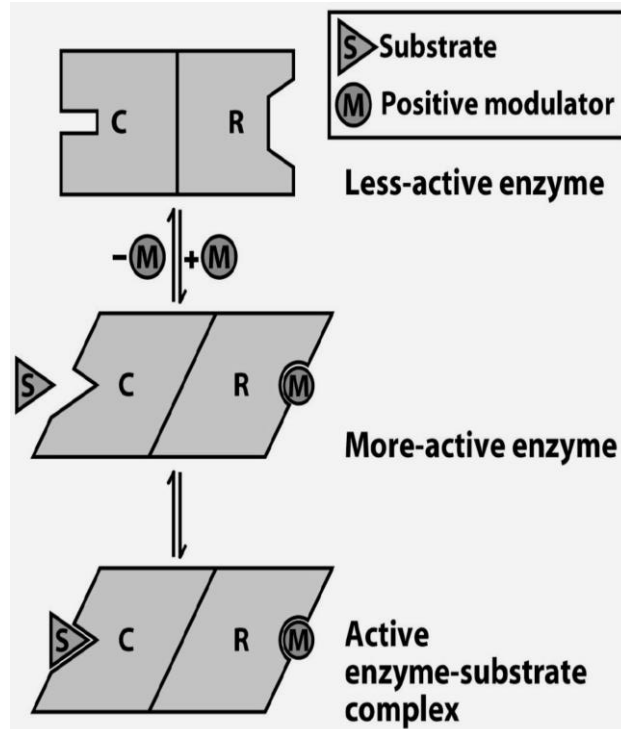 S Substrate
M Positive modulator
C R
Less-active enzyme
– M + M
S C R M
More-active enzyme
S C R M
Active
enzyme-substrate
complex